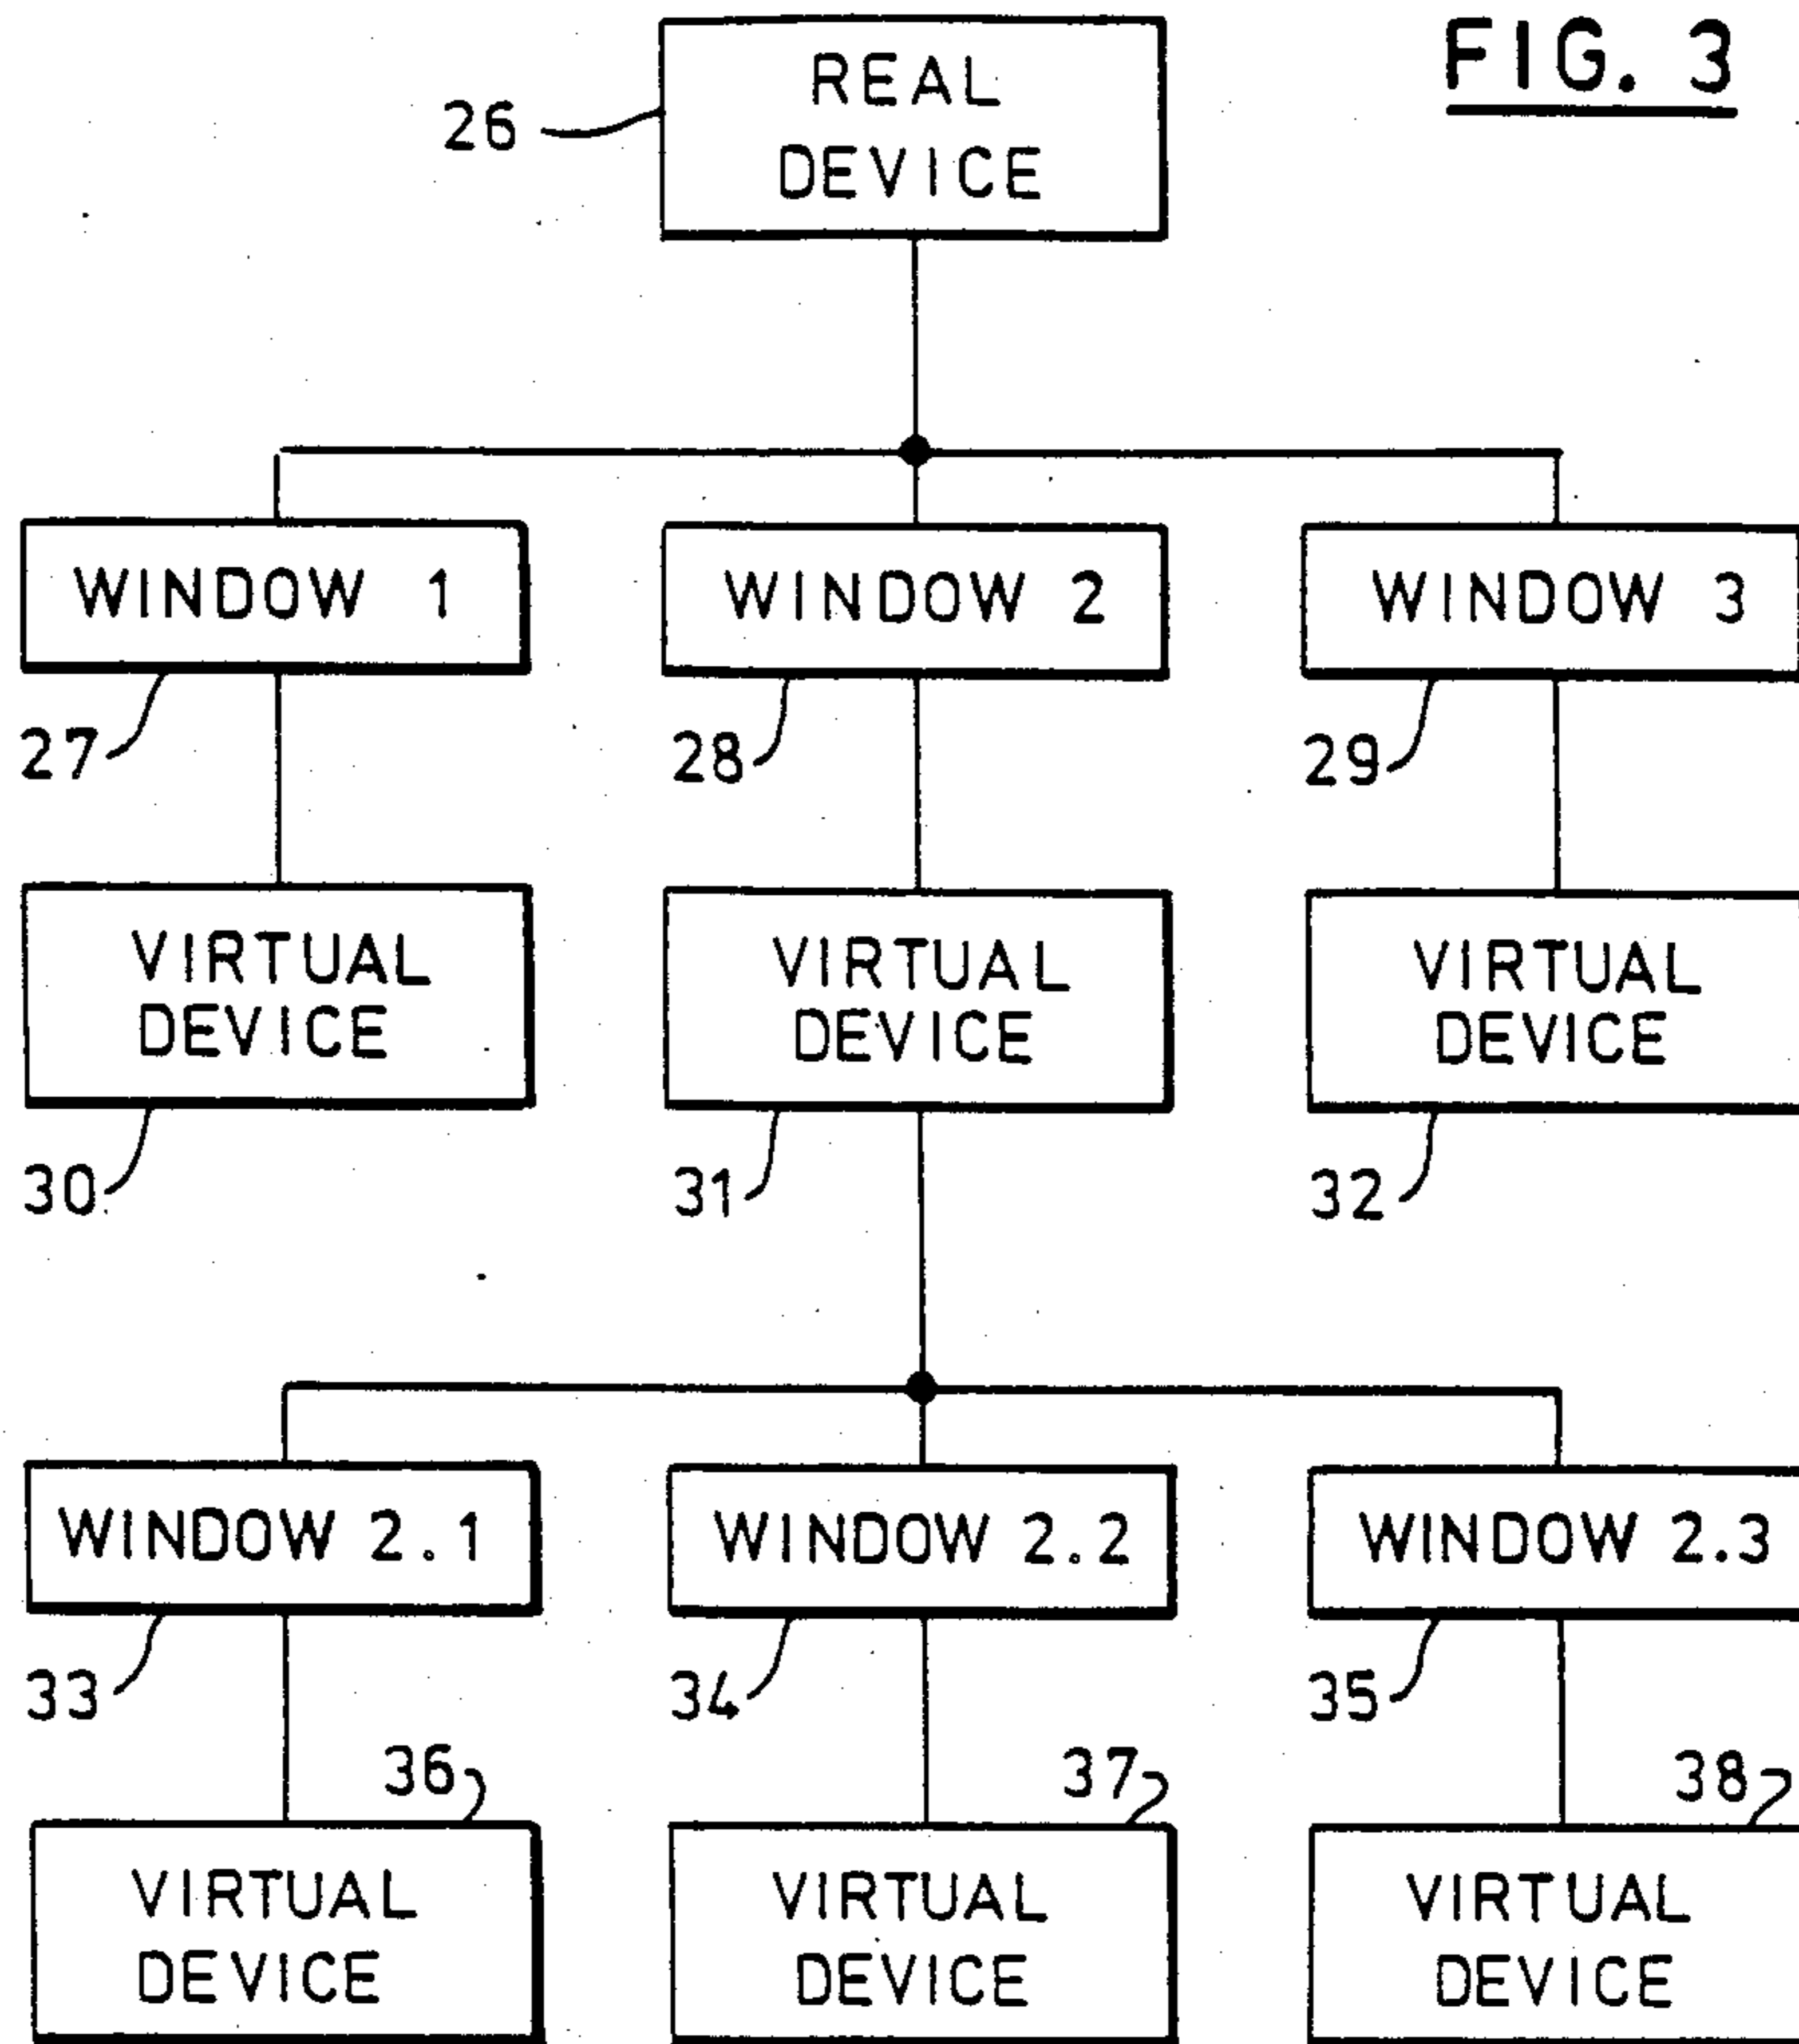 FIG. 3
REAL
DEVICE
26
WINDOW 1
WINDOW 2
WINDOW 3
27
28
29
VIRTUAL
DEVICE
VIRTUAL
DEVICE
VIRTUAL
DEVICE
30
31
32
WINDOW 2.1
WINDOW 2.2
WINDOW 2.3
33
34
35
36
37
38
VIRTUAL
DEVICE
VIRTUAL
DEVICE
VIRTUAL
DEVICE